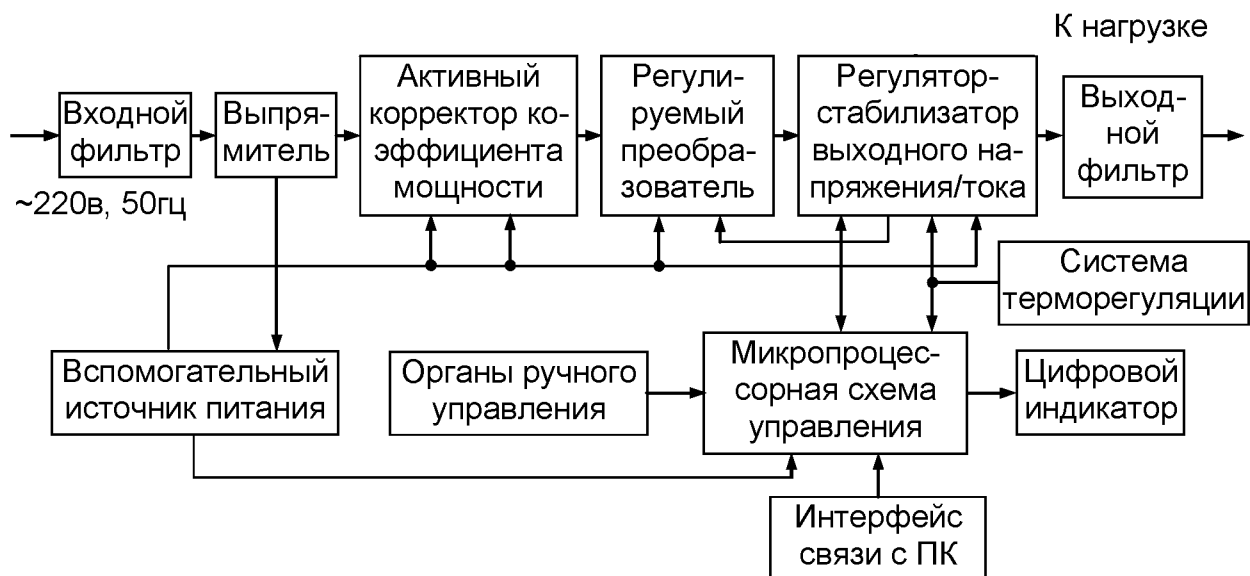 К нагрузке
Входной
фильтр
~220в, 50гц
Выпря-
митель
Активный
корректор ко-
эффициента
мощности
Регули-
руемый
преобра-
зователь
Регулятор-
стабилизатор
выходного на-
пряжения/тока
Выход-
ной
фильтр
Система
терморегуляции
Вспомогательный
источник питания
Органы ручного
управления
Микропроцес-
сорная схема
управления
Цифровой
индикатор
Интерфейс
связи с ПК